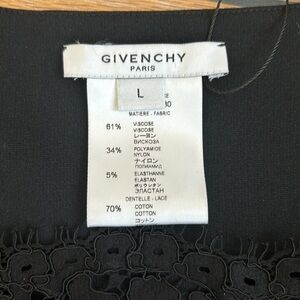 GIVENCHY
PARIS
L
MATIERE - FABRIC
61% VISCOSE
VISCOSE
レーヨン
ВИСКОЗА
34% POLYAMIDE
NYLON
ナイロン
ПОЛИАМИД
5% ELASTHANNE
ELASTAN
ポリウレタン
ЭЛАСТАН
DENTELLE - LACE
70% COTTON
COTTON
コットン